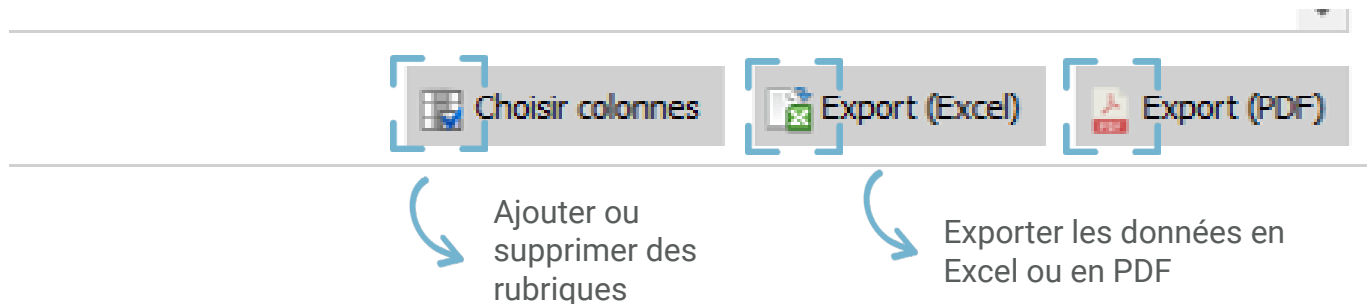 Choisir colonnes
Export (Excel)
PDF
Export (PDF)
Ajouter ou
supprimer des
rubriques
Exporter les données en
Excel ou en PDF